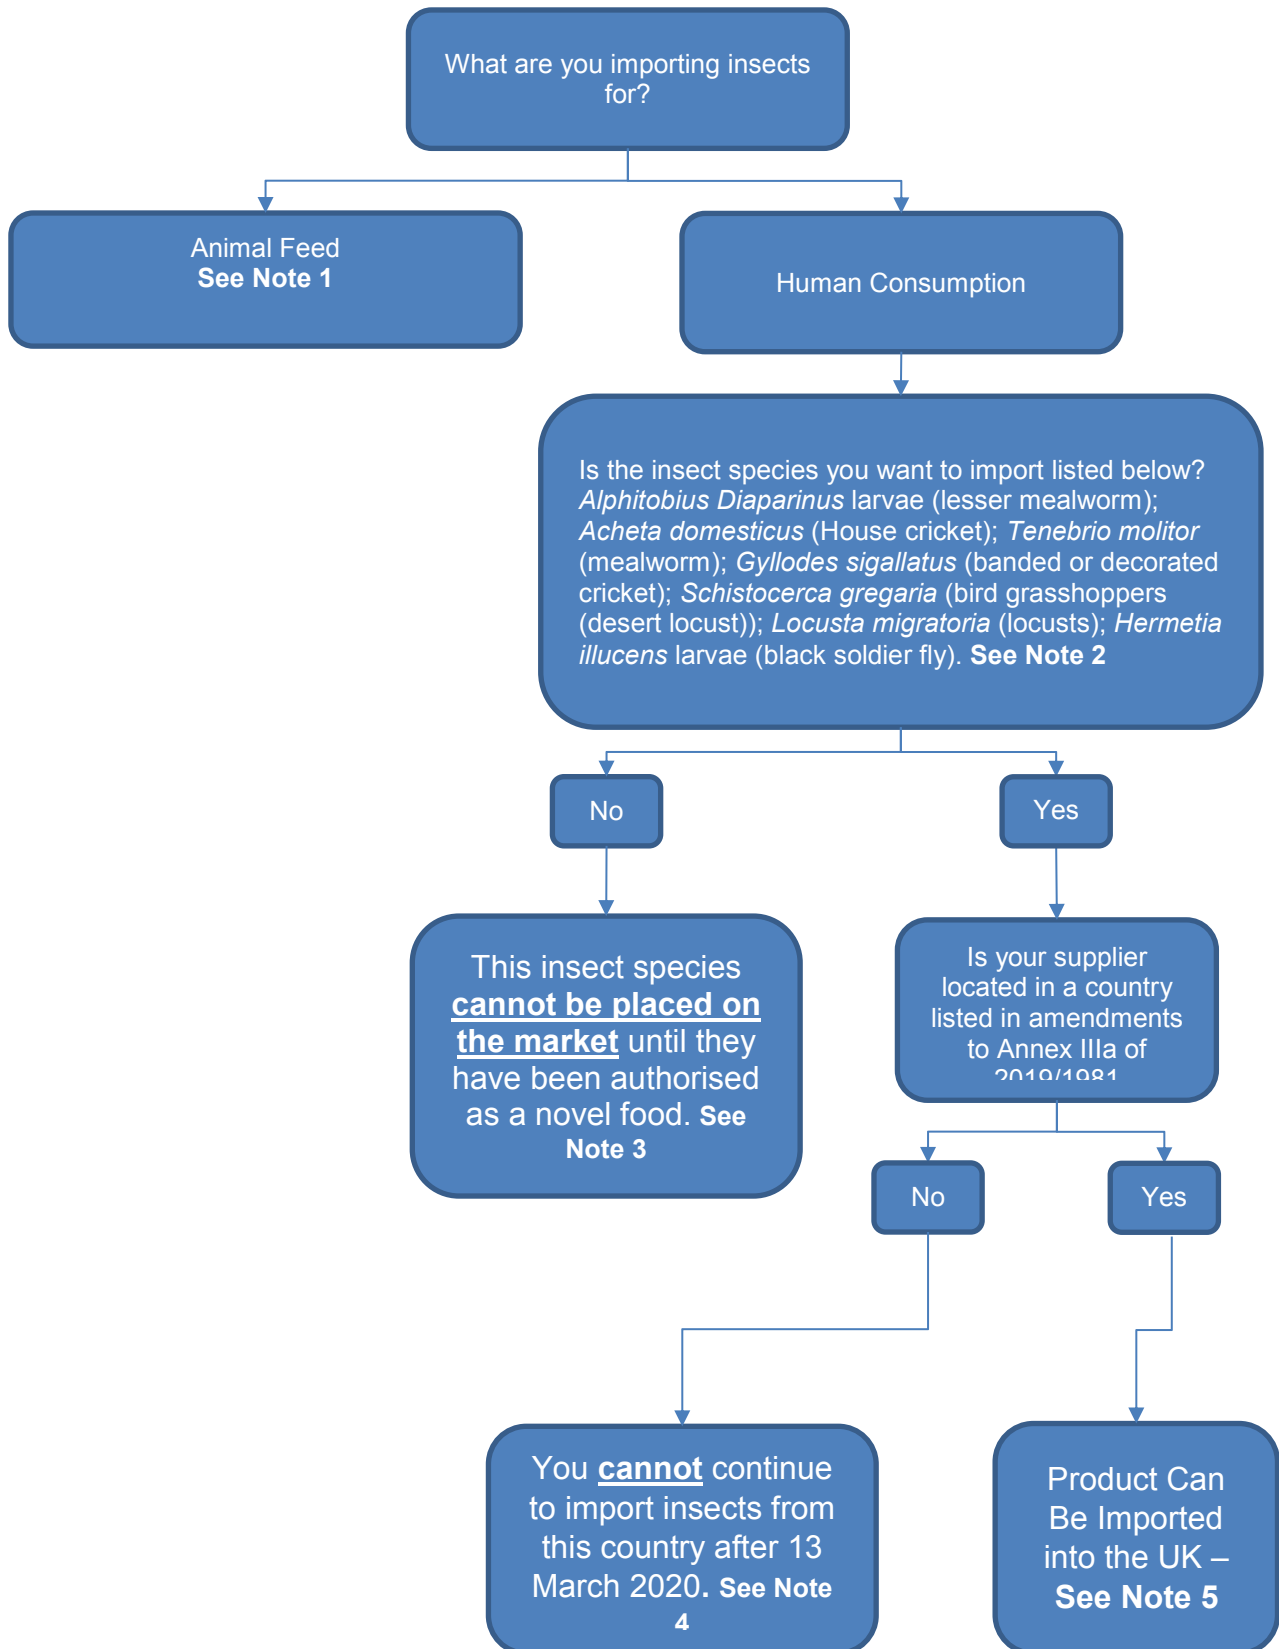 What are you importing insects
for?
Animal Feed
See Note 1
Human Consumption
Is the insect species you want to import listed below?
Alphitobius Diaparinus larvae (lesser mealworm);
Acheta domesticus (House cricket); Tenebrio molitor
(mealworm); Gyllodes sigallatus (banded or decorated
cricket); Schistocerca gregaria (bird grasshoppers
(desert locust)); Locusta migratoria (locusts); Hermetia
illucens larvae (black soldier fly). See Note 2
No
Yes
This insect species
cannot be placed on
the market until they
have been authorised
as a novel food. See
Note 3
Is your supplier
located in a country
listed in amendments
to Annex IIIa of
2019/1981
No
Yes
You cannot continue
to import insects from
this country after 13
March 2020. See Note
4
Product Can
Be Imported
into the UK –
See Note 5